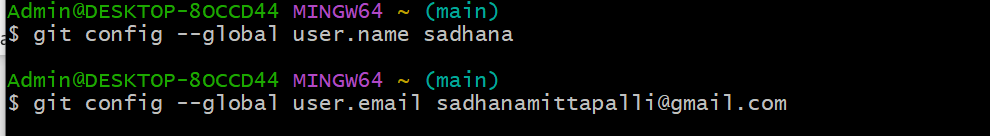 Admin@DESKTOP-8OCCD44 MINGW64 ~ (main)
$ git config --global user.name sadhana
Admin@DESKTOP-8OCCD44 MINGW64 ~ (main)
$ git config --global user.email sadhanamittapalli@gmail.com